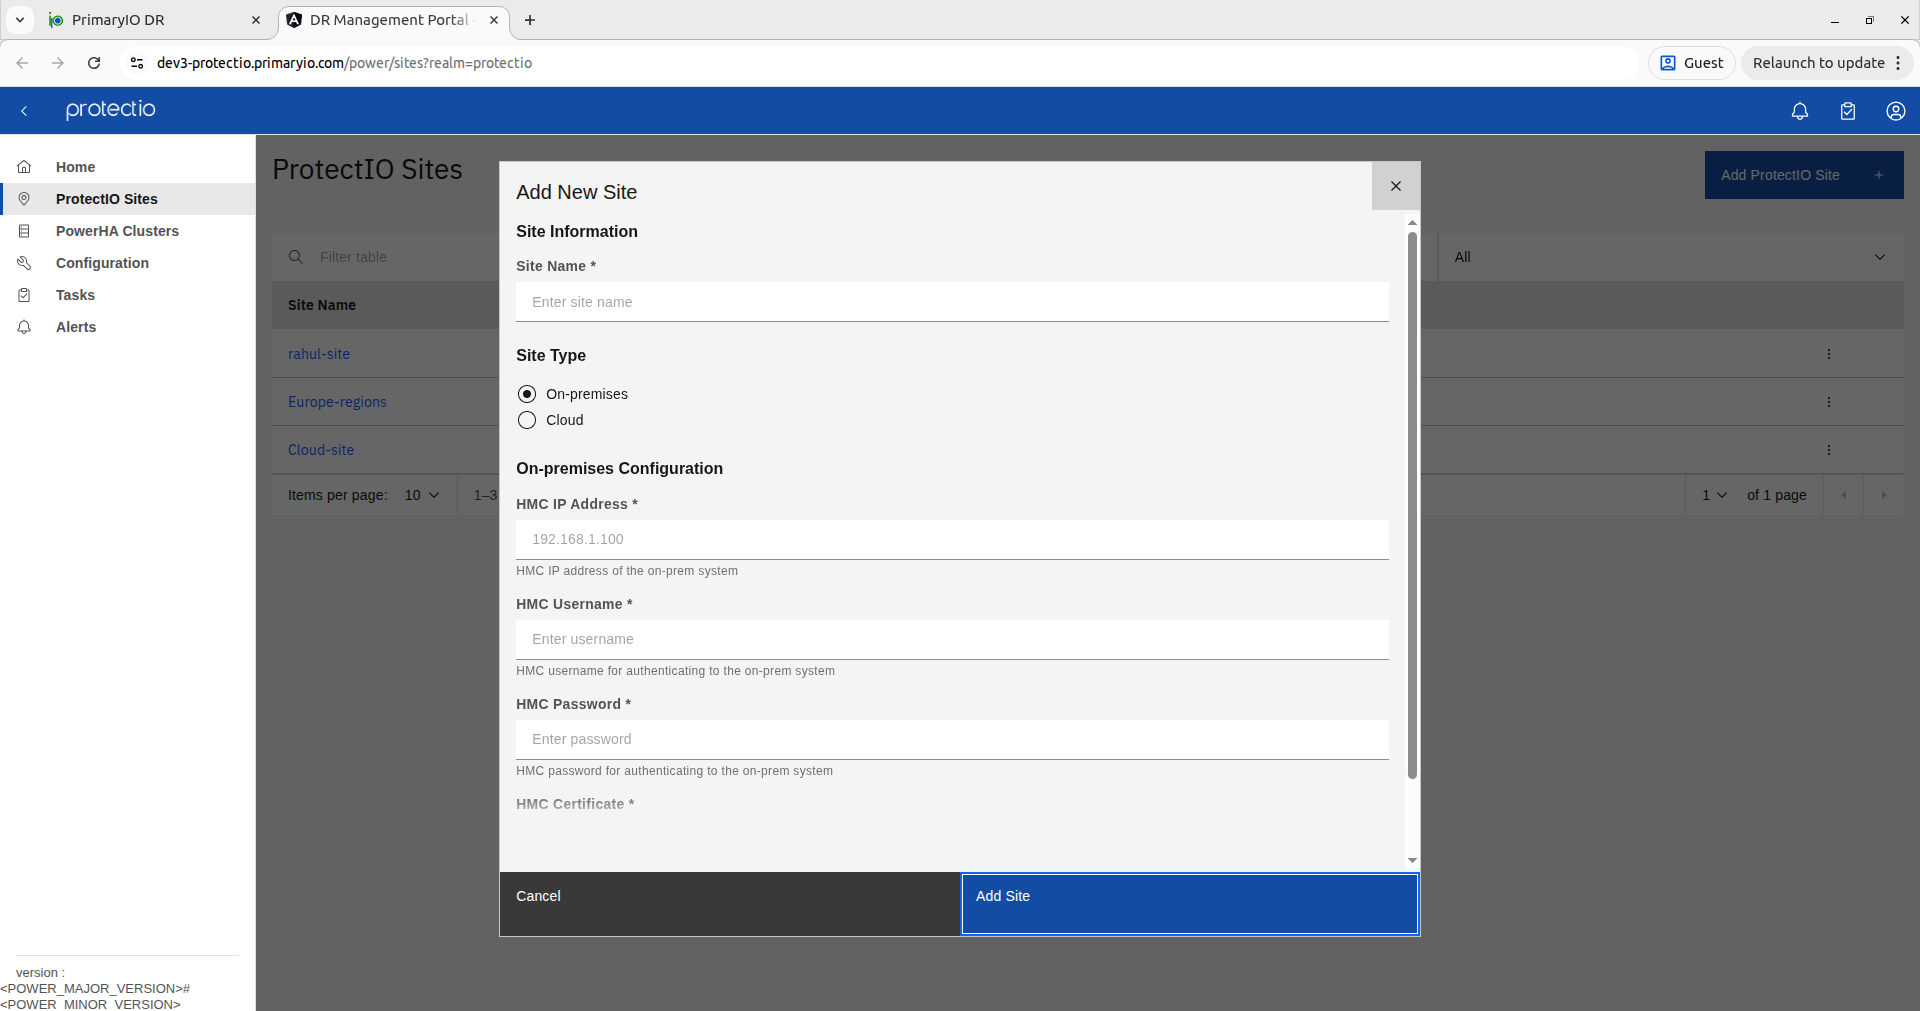 PrimaryIO DR
DR Management Portal -
dev3-protectio.primaryio.com/power/sites?realm=protectio
Guest
Relaunch to update
protectio
Home
ProtectIO Sites
PowerHA Clusters
Configuration
Tasks
Alerts
version :
<POWER_MAJOR_VERSION>#
<POWER_MINOR_VERSION>
ProtectIO Sites
Add ProtectIO Site
Filter table
All
Site Name
rahul-site
Europe-regions
Cloud-site
Items per page: 10
1–3
1
of 1 page
Add New Site
Site Information
Site Name *
Enter site name
Site Type
On-premises
Cloud
On-premises Configuration
HMC IP Address *
192.168.1.100
HMC IP address of the on-prem system
HMC Username *
Enter username
HMC username for authenticating to the on-prem system
HMC Password *
Enter password
HMC password for authenticating to the on-prem system
HMC Certificate *
Cancel
Add Site